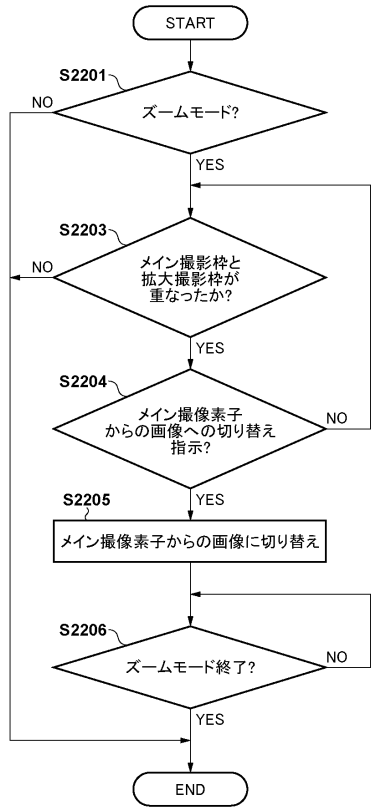 START
S2201
NO
ズームモード?
YES
S2203
NO
メイン撮影枠と
拡大撮影枠が
重なったか?
YES
S2204
メイン撮像素子
からの画像への切り替え
指示?
NO
YES
S2205
メイン撮像素子からの画像に切り替え
S2206
ズームモード終了?
NO
YES
END